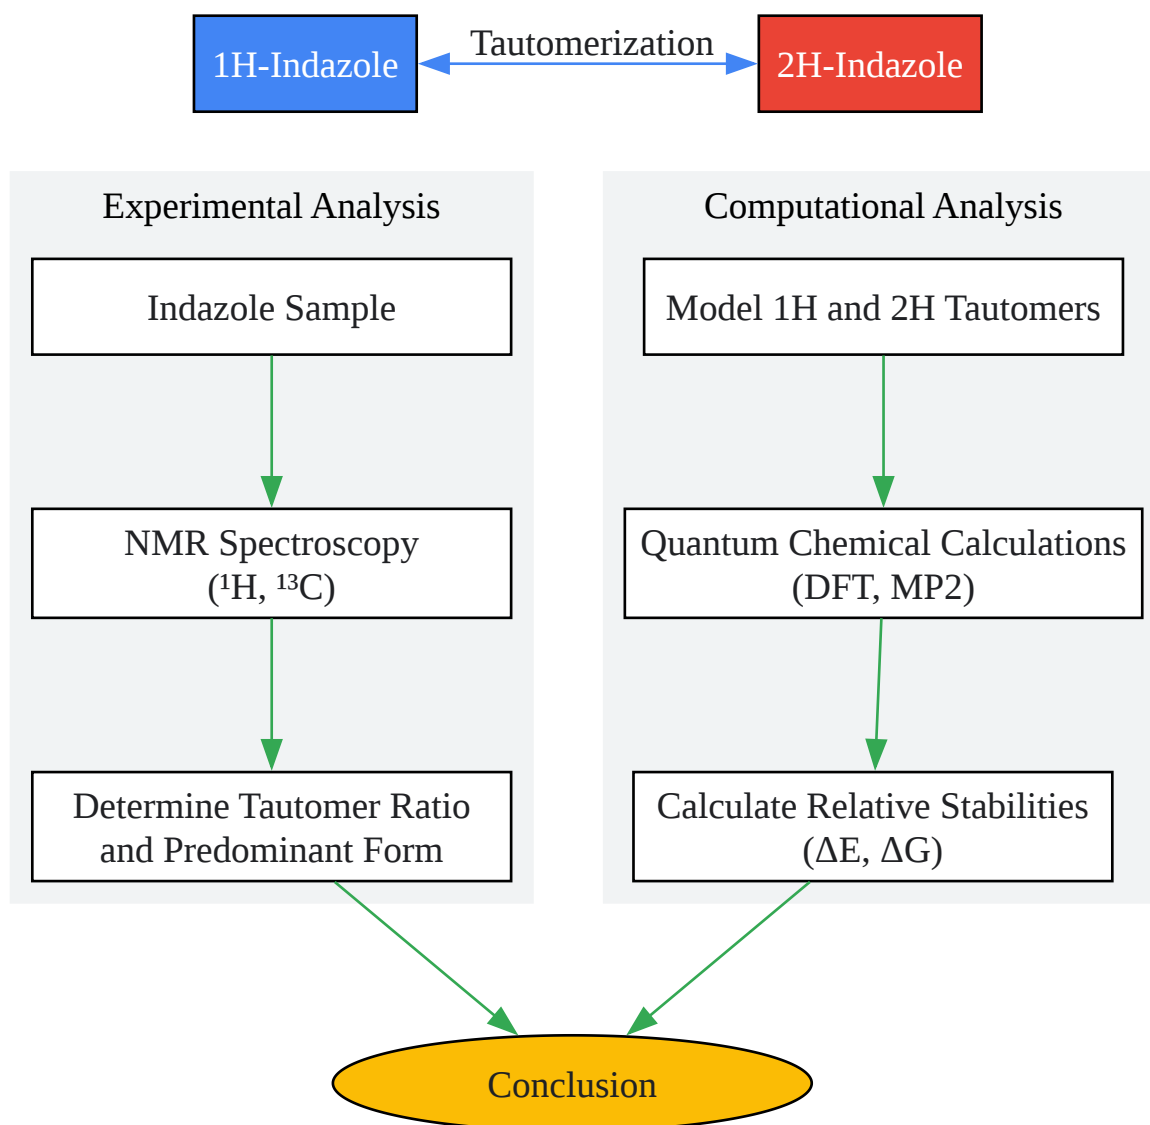 1H-Indazole
Tautomerization
2H-Indazole
Experimental Analysis
Indazole Sample
NMR Spectroscopy
(¹H, ¹³C)
Determine Tautomer Ratio
and Predominant Form
Computational Analysis
Model 1H and 2H Tautomers
Quantum Chemical Calculations
(DFT, MP2)
Calculate Relative Stabilities
(ΔE, ΔG)
Conclusion